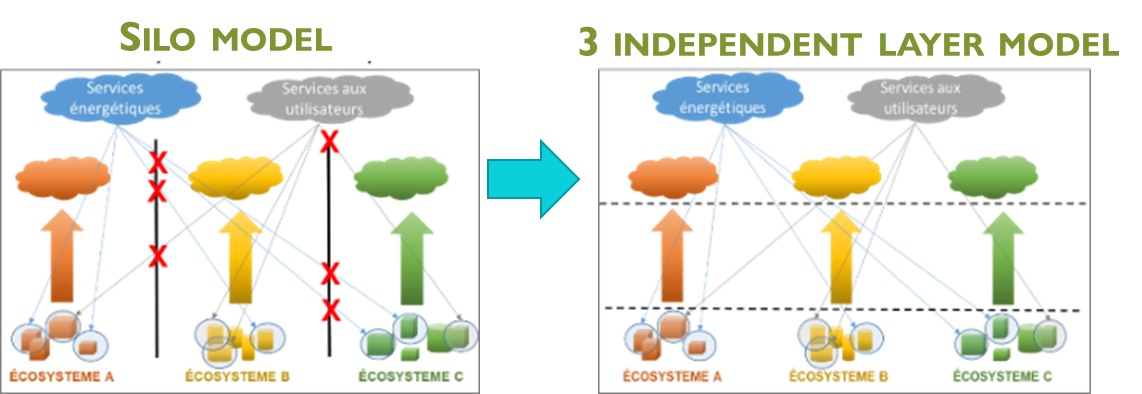 SILO MODEL
3 INDEPENDENT LAYER MODEL
Services
énergétiques
Services aux
utilisateurs
X
X
X
X
X
X
ÉCOSYSTEME A
ÉCOSYSTEME B
ÉCOSYSTEME C
Services
énergétiques
Services aux
utilisateurs
ÉCOSYSTEME A
ÉCOSYSTEME B
ÉCOSYSTEME C